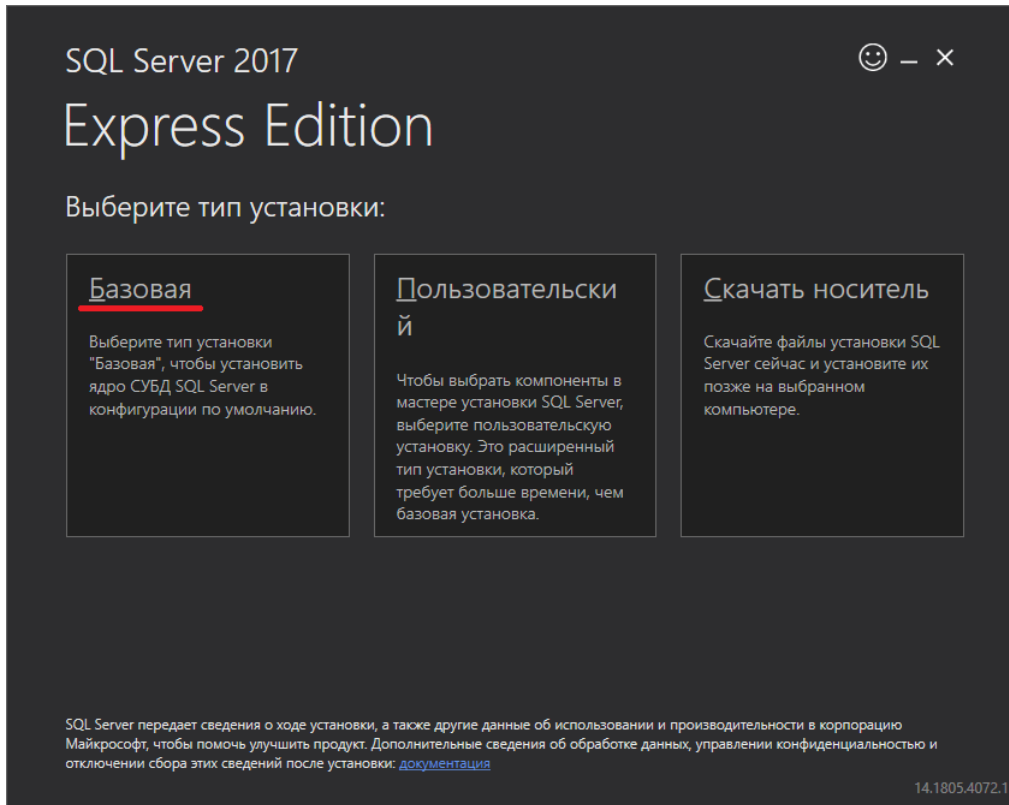 SQL Server 2017
Express Edition
Выберите тип установки:
Базовая
Выберите тип установки
"Базовая", чтобы установить
ядро СУБД SQL Server в
конфигурации по умолчанию.
Пользовательски
й
Чтобы выбрать компоненты в
мастере установки SQL Server,
выберите пользовательскую
установку. Это расширенный
тип установки, который
требует больше времени, чем
базовая установка.
Скачать носитель
Скачайте файлы установки SQL
Server сейчас и установите их
позже на выбранном
компьютере.
SQL Server передает сведения о ходе установки, а также другие данные об использовании и производительности в корпорацию
Майкрософт, чтобы помочь улучшить продукт. Дополнительные сведения об обработке данных, управлении конфиденциальностью и
отключении сбора этих сведений после установки: документация
14.1805.4072.1